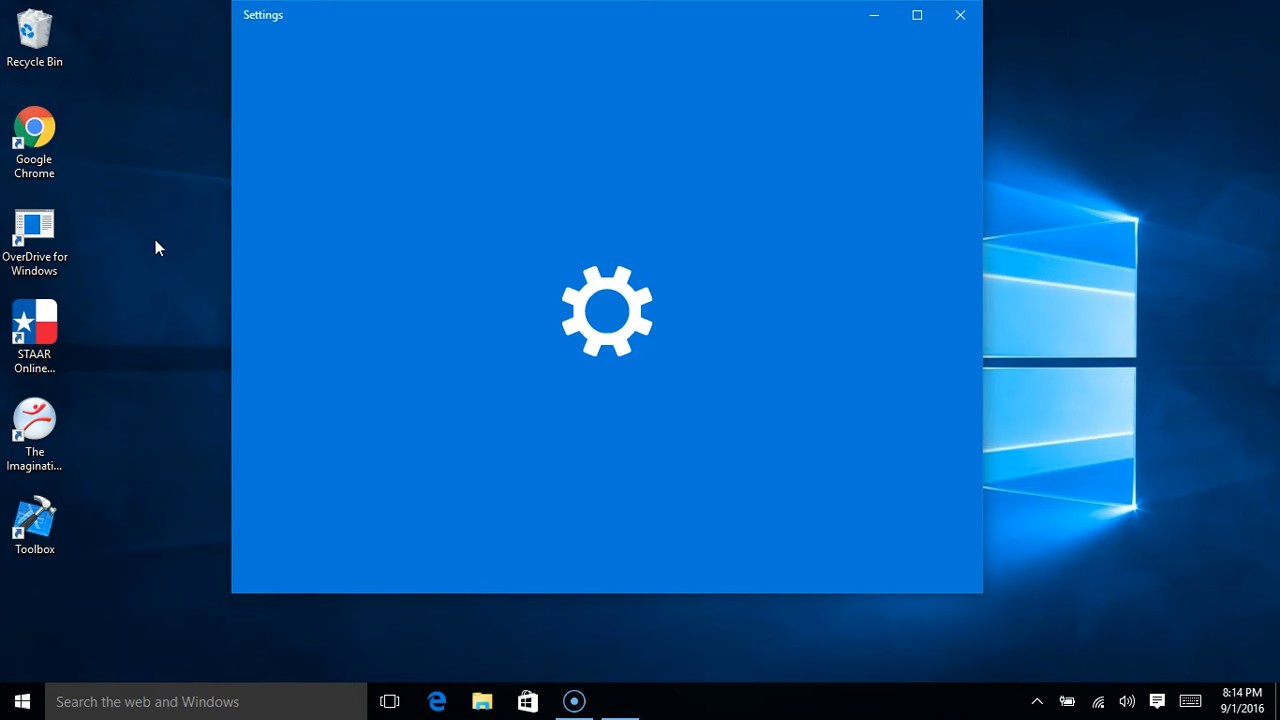 Settings
Recycle Bin
Google
Chrome
OverDrive for
Windows
STAAR
Online...
The
Imaginati...
Toolbox
Search the web and Windows
8:14 PM
9/1/2016